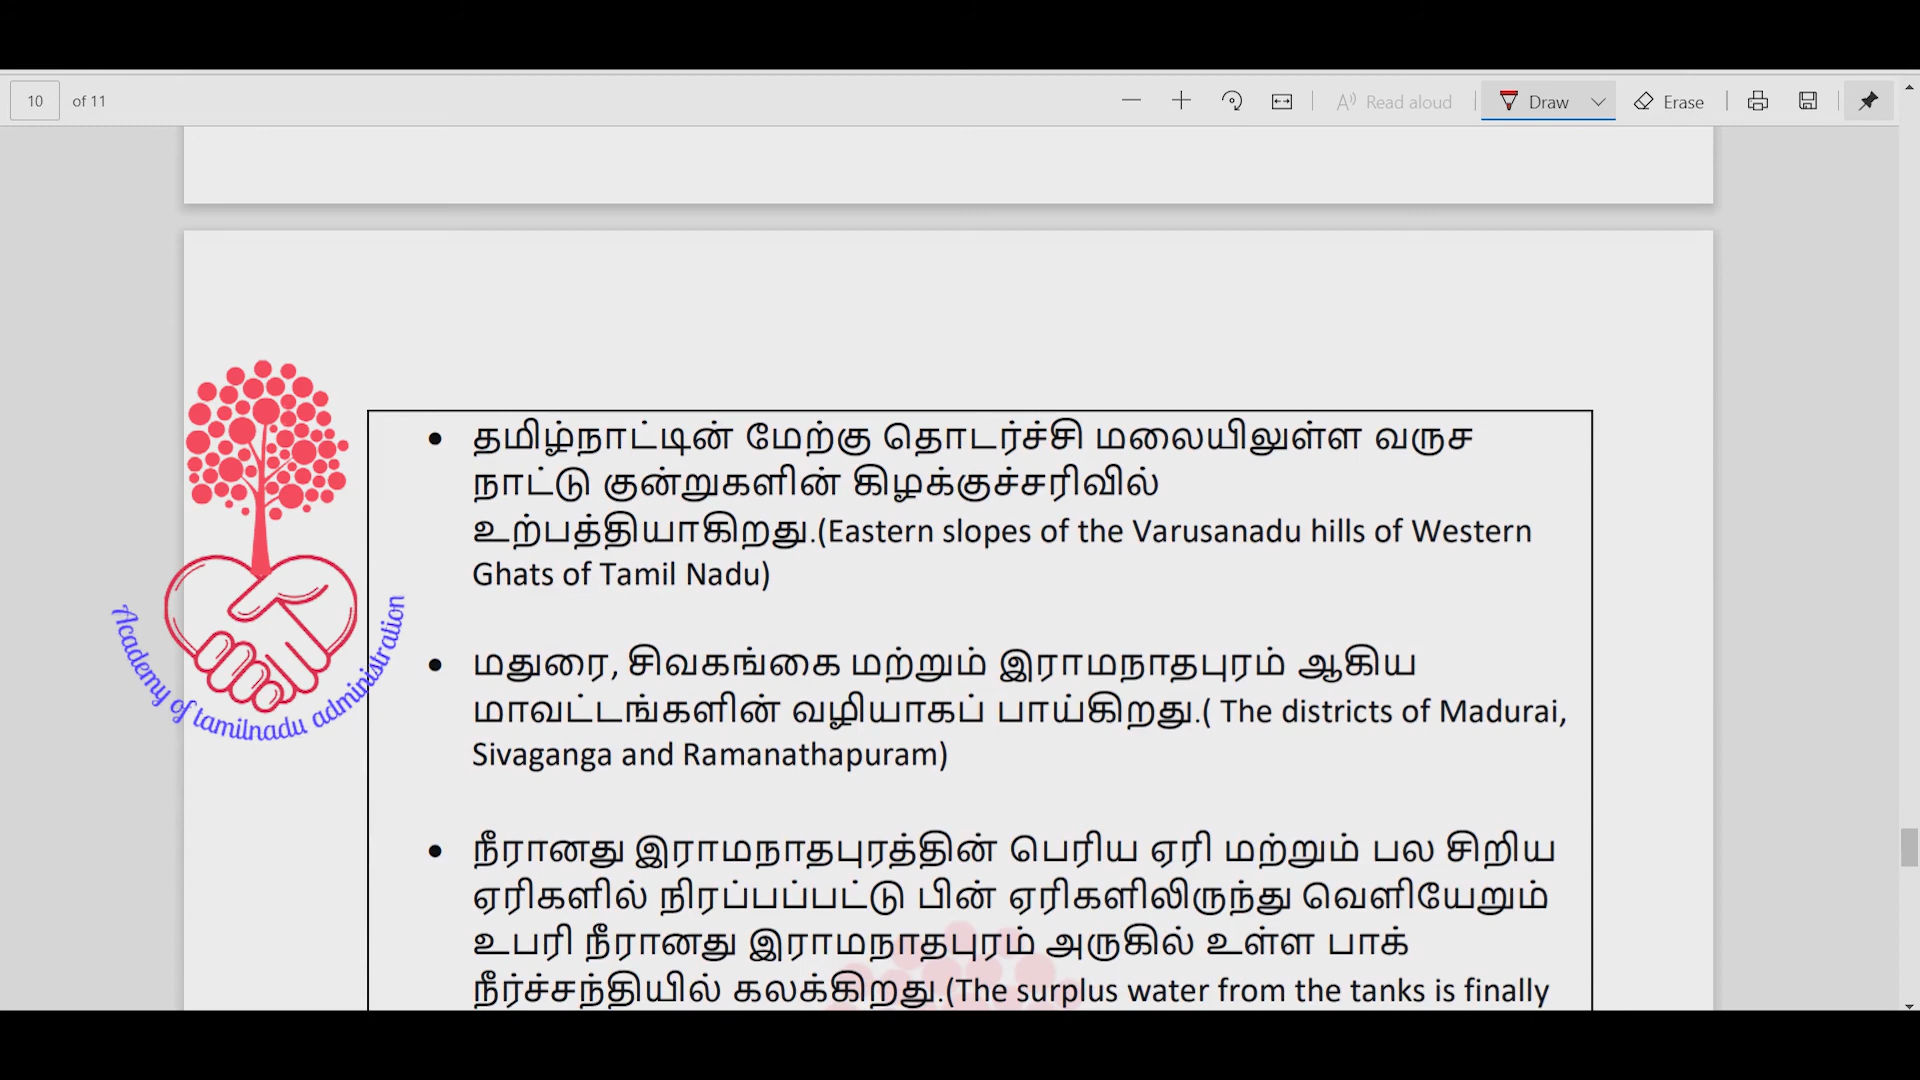 10 of 11 Read aloud Draw Erase
தமிழ்நாட்டின் மேற்கு தொடர்ச்சி மலையிலுள்ள வருச
நாட்டு குன்றுகளின் கிழக்குச்சரிவில்
உற்பத்தியாகிறது.(Eastern slopes of the Varusanadu hills of Western
Ghats of Tamil Nadu)
மதுரை, சிவகங்கை மற்றும் இராமநாதபுரம் ஆகிய
மாவட்டங்களின் வழியாகப் பாய்கிறது.( The districts of Madurai,
Sivaganga and Ramanathapuram)
நீரானது இராமநாதபுரத்தின் பெரிய ஏரி மற்றும் பல சிறிய
ஏரிகளில் நிரப்பப்பட்டு பின் ஏரிகளிலிருந்து வெளியேறும்
உபரி நீரானது இராமநாதபுரம் அருகில் உள்ள பாக்
நீர்ச்சந்தியில் கலக்கிறது.(The surplus water from the tanks is finally
Academy of tamilnadu administration